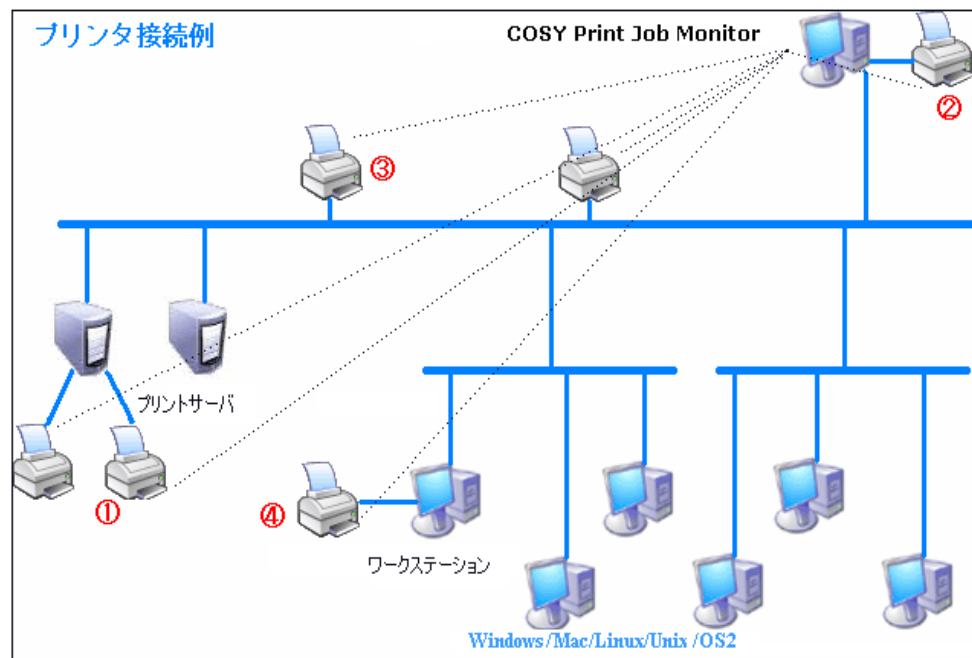 プリンタ接続例
COSY Print Job Monitor
②
③
プリントサーバ
①
④
ワークステーション
Windows /Mac/Linux/Unix /OS2